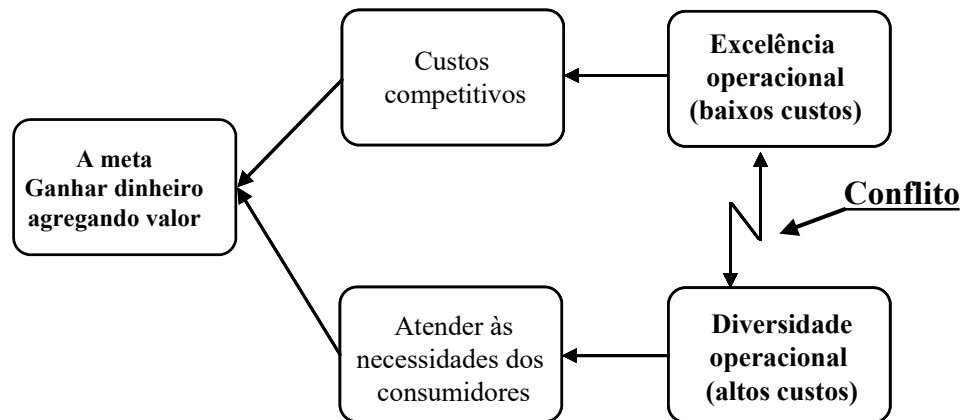 Custos
competitivos
Excelência
operacional
(baixos custos)
A meta
Ganhar dinheiro
agregando valor
Conflito
Atender às
necessidades dos
consumidores
Diversidade
operacional
(altos custos)